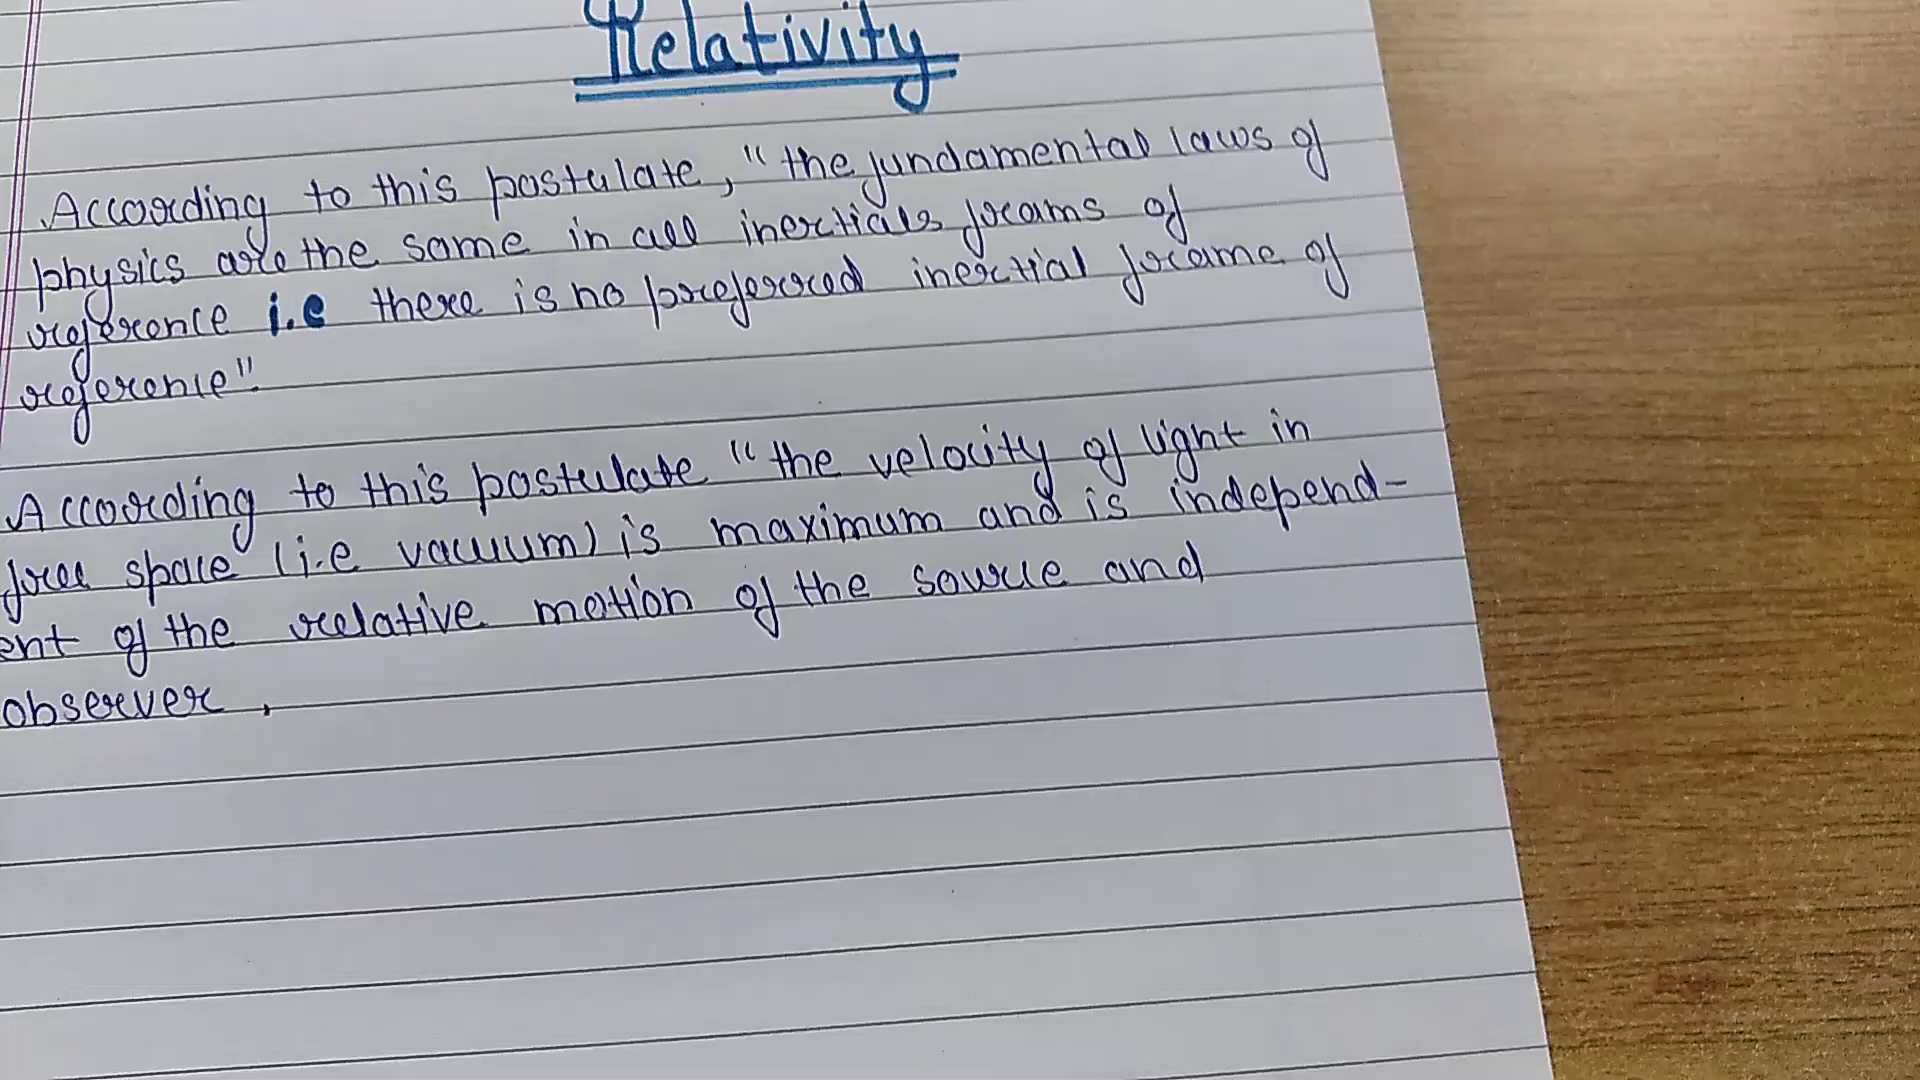 Relativity
According to this postulate, "the fundamental laws of
physics are the same in all inertials frams of
reference i.e there is no preferred inertial frame of
reference".
According to this postulate "the velocity of light in
free space (i.e vacuum) is maximum and is independ-
ent of the relative motion of the source and
observer.